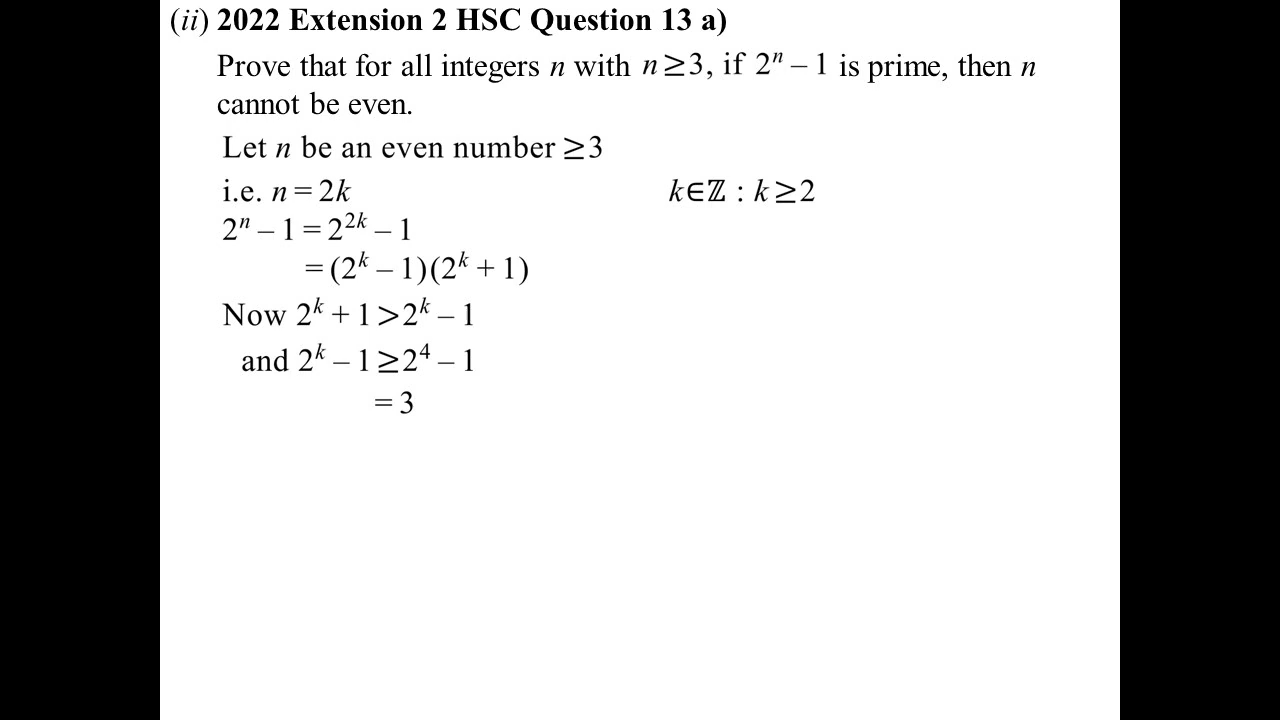 (ii) 2022 Extension 2 HSC Question 13 a)
Prove that for all integers n with n ≥ 3, if 2ⁿ – 1 is prime, then n
cannot be even.
Let n be an even number ≥ 3
i.e. n = 2k k∈ℤ : k ≥ 2
2ⁿ – 1 = 2²ᵏ – 1
= (2ᵏ – 1)(2ᵏ + 1)
Now 2ᵏ + 1 > 2ᵏ – 1
and 2ᵏ – 1 ≥ 2⁴ – 1
= 3